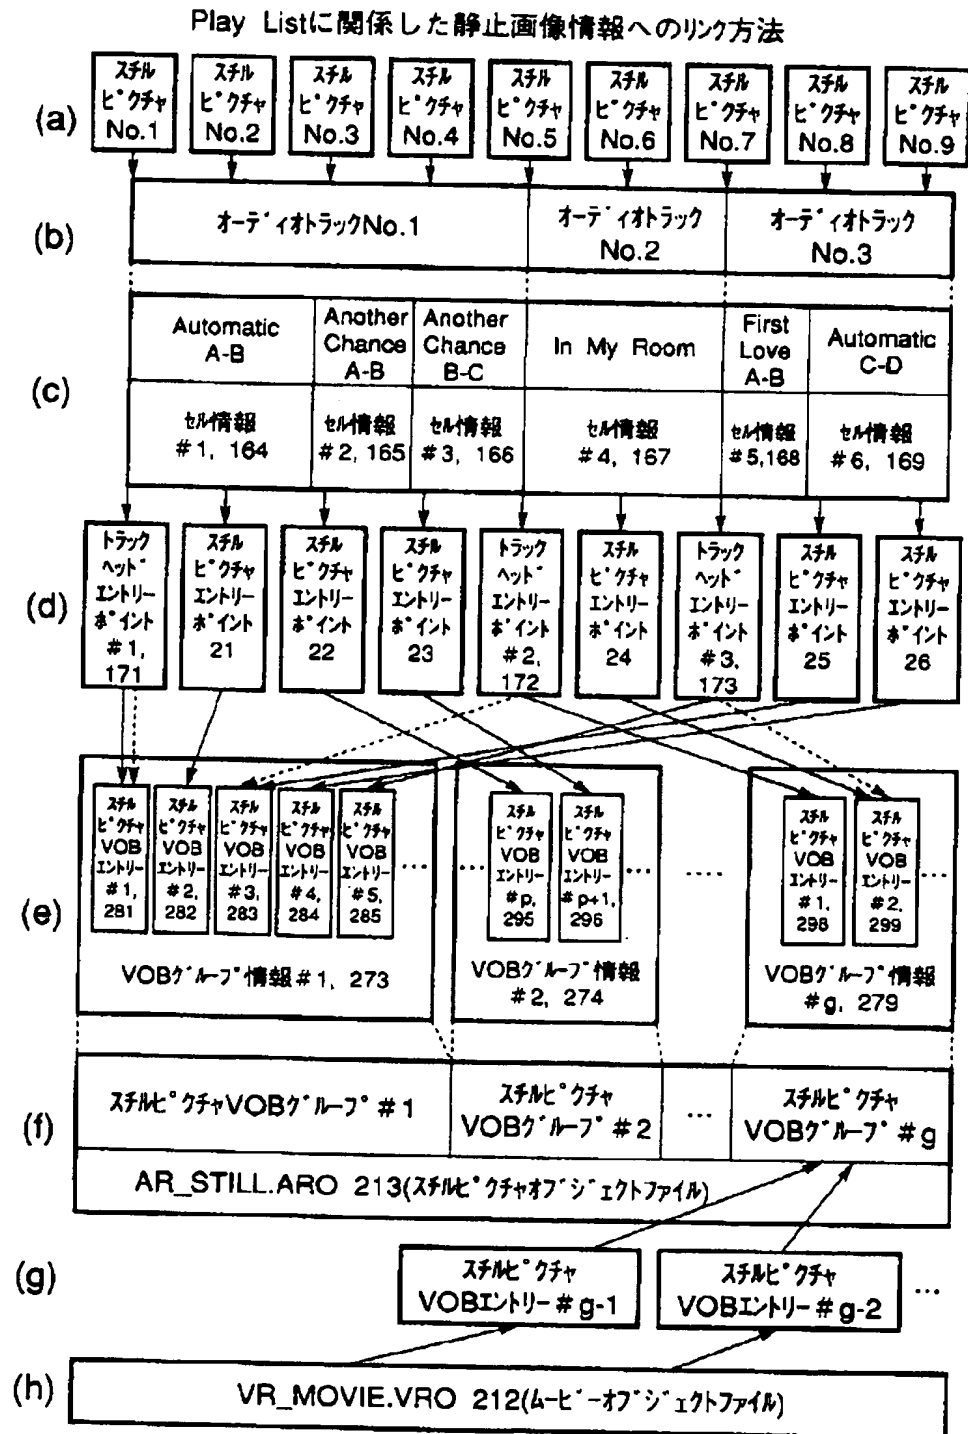 Play Listに関係した静止画像情報へのリンク方法
(a)
スチル
ピクチャ
No.1
スチル
ピクチャ
No.2
スチル
ピクチャ
No.3
スチル
ピクチャ
No.4
スチル
ピクチャ
No.5
スチル
ピクチャ
No.6
スチル
ピクチャ
No.7
スチル
ピクチャ
No.8
スチル
ピクチャ
No.9
(b)
オーディオトラックNo.1
オーディオトラック
No.2
オーディオトラック
No.3
(c)
Automatic
A-B
Another
Chance
A-B
Another
Chance
B-C
In My Room
First
Love
A-B
Automatic
C-D
セル情報
#1, 164
セル情報
#2, 165
セル情報
#3, 166
セル情報
#4, 167
セル情報
#5,168
セル情報
#6, 169
(d)
トラック
ヘッド
エントリー
ポイント
#1,
171
スチル
ピクチャ
エントリー
ポイント
21
スチル
ピクチャ
エントリー
ポイント
22
スチル
ピクチャ
エントリー
ポイント
23
トラック
ヘッド
エントリー
ポイント
#2,
172
スチル
ピクチャ
エントリー
ポイント
24
トラック
ヘッド
エントリー
ポイント
#3,
173
スチル
ピクチャ
エントリー
ポイント
25
スチル
ピクチャ
エントリー
ポイント
26
(e)
スチル
ピクチャ
VOB
エントリー
#1,
281
スチル
ピクチャ
VOB
エントリー
#2,
282
スチル
ピクチャ
VOB
エントリー
#3,
283
スチル
ピクチャ
VOB
エントリー
#4,
284
スチル
ピクチャ
VOB
エントリー
#5,
285
....
VOBグループ情報#1, 273
....
スチル
ピクチャ
VOB
エントリー
#p,
295
スチル
ピクチャ
VOB
エントリー
#p+1,
296
...
VOBグループ情報
#2, 274
....
スチル
ピクチャ
VOB
エントリー
#1,
298
スチル
ピクチャ
VOB
エントリー
#2,
299
...
VOBグループ情報
#g, 279
(f)
スチルピクチャVOBグループ#1
スチルピクチャ
VOBグループ#2
...
スチルピクチャ
VOBグループ#g
AR_STILL.ARO 213(スチルピクチャオブジェクトファイル)
(g)
スチルピクチャ
VOBエントリー#g-1
スチルピクチャ
VOBエントリー#g-2
...
(h)
VR_MOVIE.VRO 212(ムービーオブジェクトファイル)